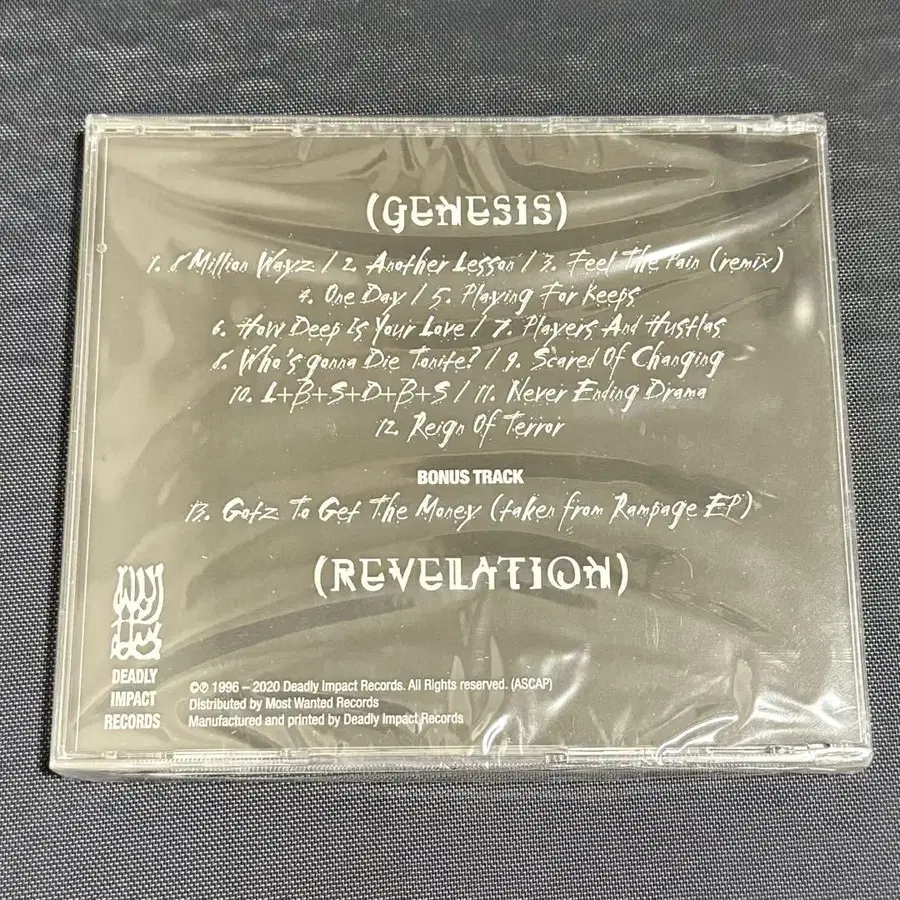 (GENESIS)
1. 8 Million Wayz / 2. Another Lesson / 3. Feel The Pain (remix)
4. One Day / 5. Playing For Keeps
6. How Deep Is Your Love / 7. Players And Hustlas
8. Who's gonna Die Tonite? / 9. Scared Of Changing
10. L+B+S+D+B+S / 11. Never Ending Drama
12. Reign Of Terror
BONUS TRACK
13. Gotz To Get The Money (taken from Rampage EP)
(REVELATION)
DEADLY
IMPACT
RECORDS
©℗ 1996 – 2020 Deadly Impact Records. All Rights reserved. (ASCAP)
Distributed by Most Wanted Records
Manufactured and printed by Deadly Impact Records